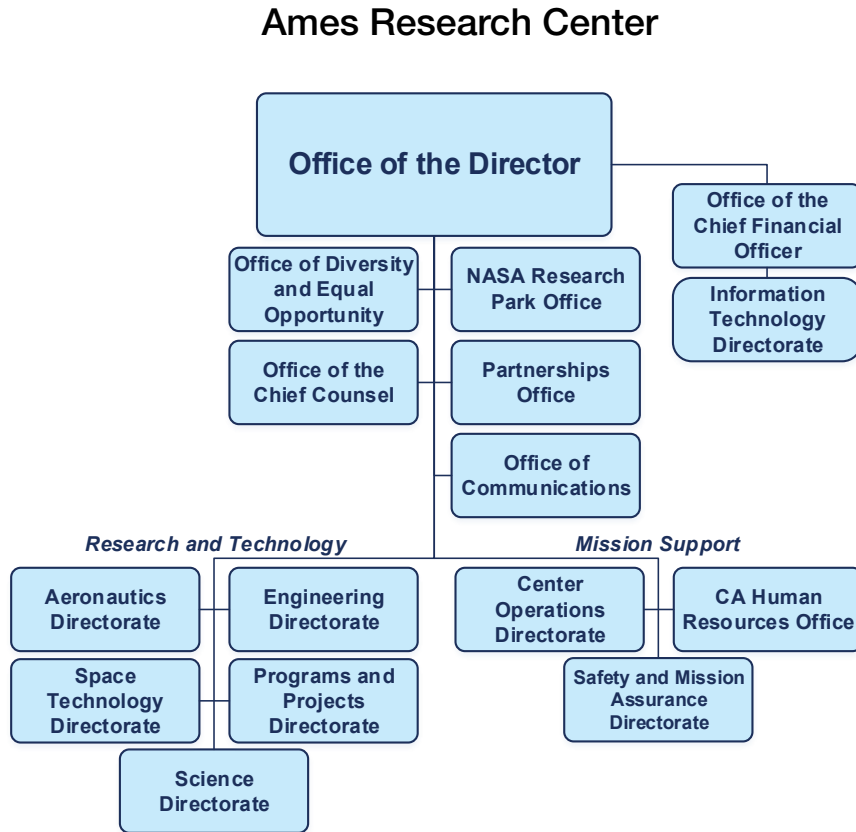 Ames Research Center
Office of the Director
Office of the
Chief Financial
Officer
Office of Diversity
and Equal
Opportunity
NASA Research
Park Office
Information
Technology
Directorate
Office of the
Chief Counsel
Partnerships
Office
Office of
Communications
Research and Technology
Mission Support
Aeronautics
Directorate
Engineering
Directorate
Center
Operations
Directorate
CA Human
Resources Office
Space
Technology
Directorate
Programs and
Projects
Directorate
Safety and Mission
Assurance
Directorate
Science
Directorate